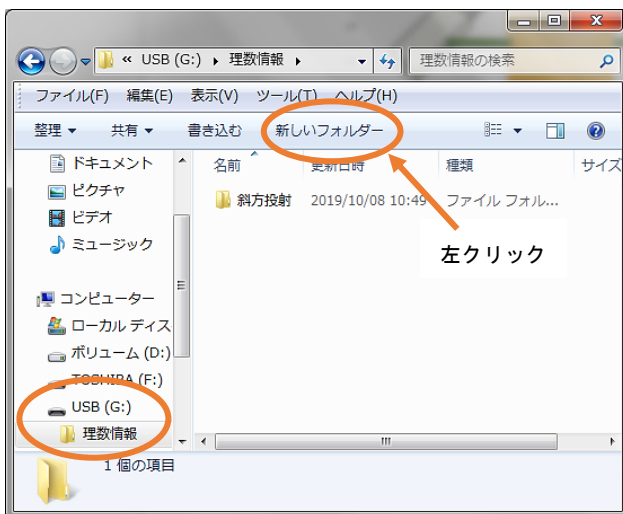 « USB (G:) ▸ 理数情報 ▸
理数情報の検索
ファイル(F) 編集(E) 表示(V) ツール(T) ヘルプ(H)
整理 ▼ 共有 ▼ 書き込む 新しいフォルダー
ドキュメント
ピクチャ
ビデオ
ミュージック
コンピューター
ローカル ディス
ボリューム (D:)
TOSHIBA (F:)
USB (G:)
理数情報
名前 更新日時 種類 サイズ
斜方投射 2019/10/08 10:49 ファイル フォル...
左クリック
1 個の項目